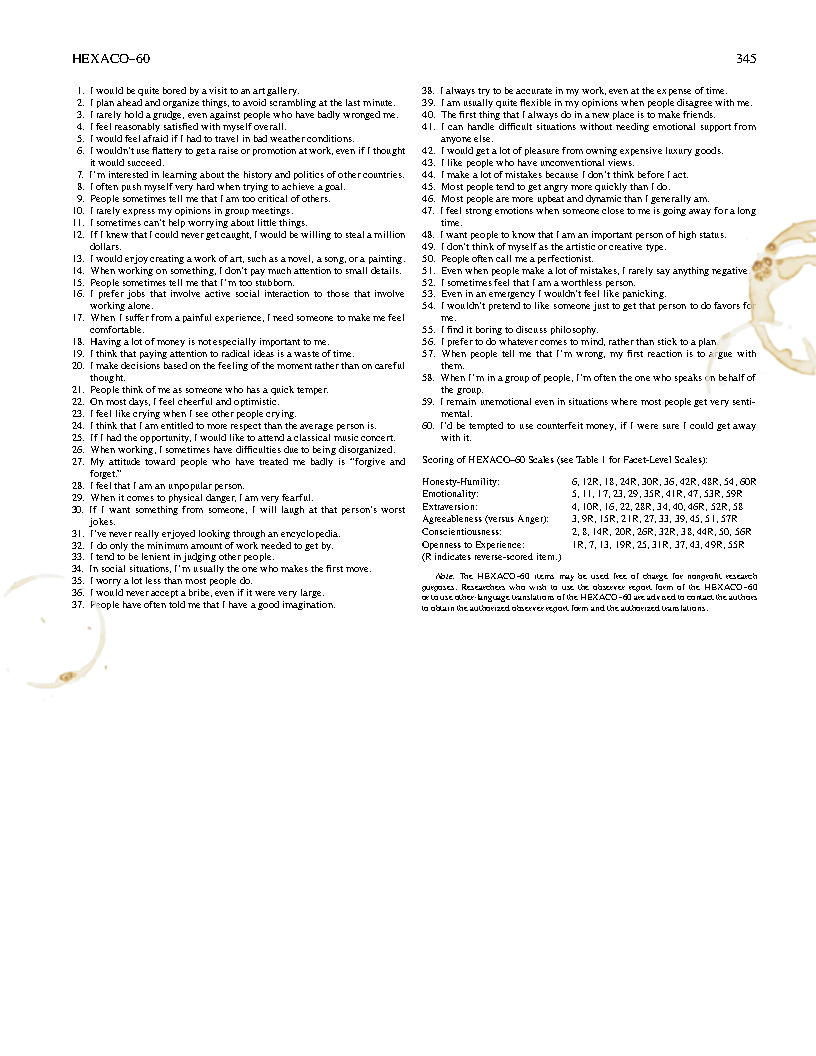 HEXACO–60
345
1. I would be quite bored by a visit to an art gallery.
2. I plan ahead and organize things, to avoid scrambling at the last minute.
3. I rarely hold a grudge, even against people who have badly wronged me.
4. I feel reasonably satisfied with myself overall.
5. I would feel afraid if I had to travel in bad weather conditions.
6. I wouldn't use flattery to get a raise or promotion at work, even if I thought
it would succeed.
7. I'm interested in learning about the history and politics of other countries.
8. I often push myself very hard when trying to achieve a goal.
9. People sometimes tell me that I am too critical of others.
10. I rarely express my opinions in group meetings.
11. I sometimes can't help worrying about little things.
12. If I knew that I could never get caught, I would be willing to steal a million
dollars.
13. I would enjoy creating a work of art, such as a novel, a song, or a painting.
14. When working on something, I don't pay much attention to small details.
15. People sometimes tell me that I'm too stubborn.
16. I prefer jobs that involve active social interaction to those that involve
working alone.
17. When I suffer from a painful experience, I need someone to make me feel
comfortable.
18. Having a lot of money is not especially important to me.
19. I think that paying attention to radical ideas is a waste of time.
20. I make decisions based on the feeling of the moment rather than on careful
thought.
21. People think of me as someone who has a quick temper.
22. On most days, I feel cheerful and optimistic.
23. I feel like crying when I see other people crying.
24. I think that I am entitled to more respect than the average person is.
25. If I had the opportunity, I would like to attend a classical music concert.
26. When working, I sometimes have difficulties due to being disorganized.
27. My attitude toward people who have treated me badly is “forgive and
forget.”
28. I feel that I am an unpopular person.
29. When it comes to physical danger, I am very fearful.
30. If I want something from someone, I will laugh at that person's worst
jokes.
31. I've never really enjoyed looking through an encyclopedia.
32. I do only the minimum amount of work needed to get by.
33. I tend to be lenient in judging other people.
34. In social situations, I'm usually the one who makes the first move.
35. I worry a lot less than most people do.
36. I would never accept a bribe, even if it were very large.
37. People have often told me that I have a good imagination.
38. I always try to be accurate in my work, even at the expense of time.
39. I am usually quite flexible in my opinions when people disagree with me.
40. The first thing that I always do in a new place is to make friends.
41. I can handle difficult situations without needing emotional support from
anyone else.
42. I would get a lot of pleasure from owning expensive luxury goods.
43. I like people who have unconventional views.
44. I make a lot of mistakes because I don't think before I act.
45. Most people tend to get angry more quickly than I do.
46. Most people are more upbeat and dynamic than I generally am.
47. I feel strong emotions when someone close to me is going away for a long
time.
48. I want people to know that I am an important person of high status.
49. I don't think of myself as the artistic or creative type.
50. People often call me a perfectionist.
51. Even when people make a lot of mistakes, I rarely say anything negative.
52. I sometimes feel that I am a worthless person.
53. Even in an emergency I wouldn't feel like panicking.
54. I wouldn't pretend to like someone just to get that person to do favors for
me.
55. I find it boring to discuss philosophy.
56. I prefer to do whatever comes to mind, rather than stick to a plan.
57. When people tell me that I'm wrong, my first reaction is to argue with
them.
58. When I'm in a group of people, I'm often the one who speaks on behalf of
the group.
59. I remain unemotional even in situations where most people get very senti-
mental.
60. I'd be tempted to use counterfeit money, if I were sure I could get away
with it.
Scoring of HEXACO–60 Scales (see Table 1 for Facet-Level Scales):
Honesty-Humility: 6, 12R, 18, 24R, 30R, 36, 42R, 48R, 54, 60R
Emotionality: 5, 11, 17, 23, 29, 35R, 41R, 47, 53R, 59R
Extraversion: 4, 10R, 16, 22, 28R, 34, 40, 46R, 52R, 58
Agreeableness (versus Anger): 3, 9R, 15R, 21R, 27, 33, 39, 45, 51, 57R
Conscientiousness: 2, 8, 14R, 20R, 26R, 32R, 38, 44R, 50, 56R
Openness to Experience: 1R, 7, 13, 19R, 25, 31R, 37, 43, 49R, 55R
(R indicates reverse-scored item.)
Note. The HEXACO–60 items may be used free of charge for nonprofit research
purposes. Researchers who wish to use the observer report form of the HEXACO–60
or to use other-language translations of the HEXACO–60 are advised to contact the authors
to obtain the authorized observer report form and the authorized translations.